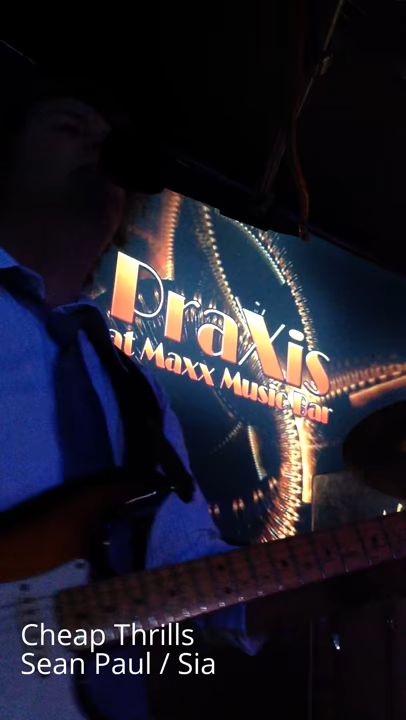 PraXis
at Maxx Music Bar
Cheap Thrills
Sean Paul / Sia